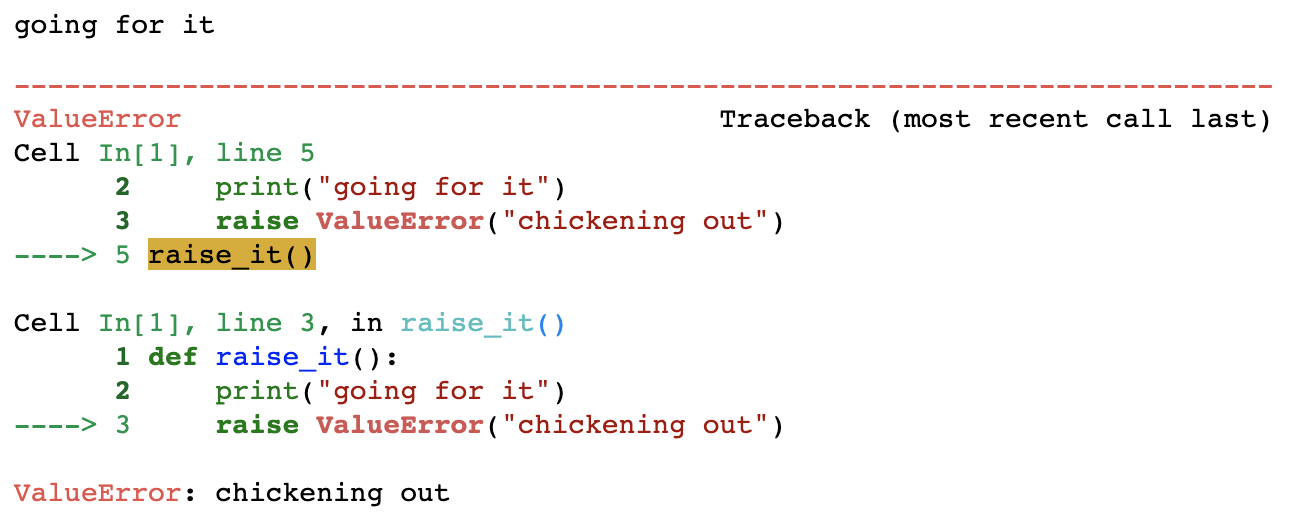 going for it
---------------------------------------------------------------------------
ValueError                                Traceback (most recent call last)
Cell In[1], line 5
      2     print("going for it")
      3     raise ValueError("chickening out")
----> 5 raise_it()
Cell In[1], line 3, in raise_it()
      1 def raise_it():
      2     print("going for it")
----> 3     raise ValueError("chickening out")
ValueError: chickening out